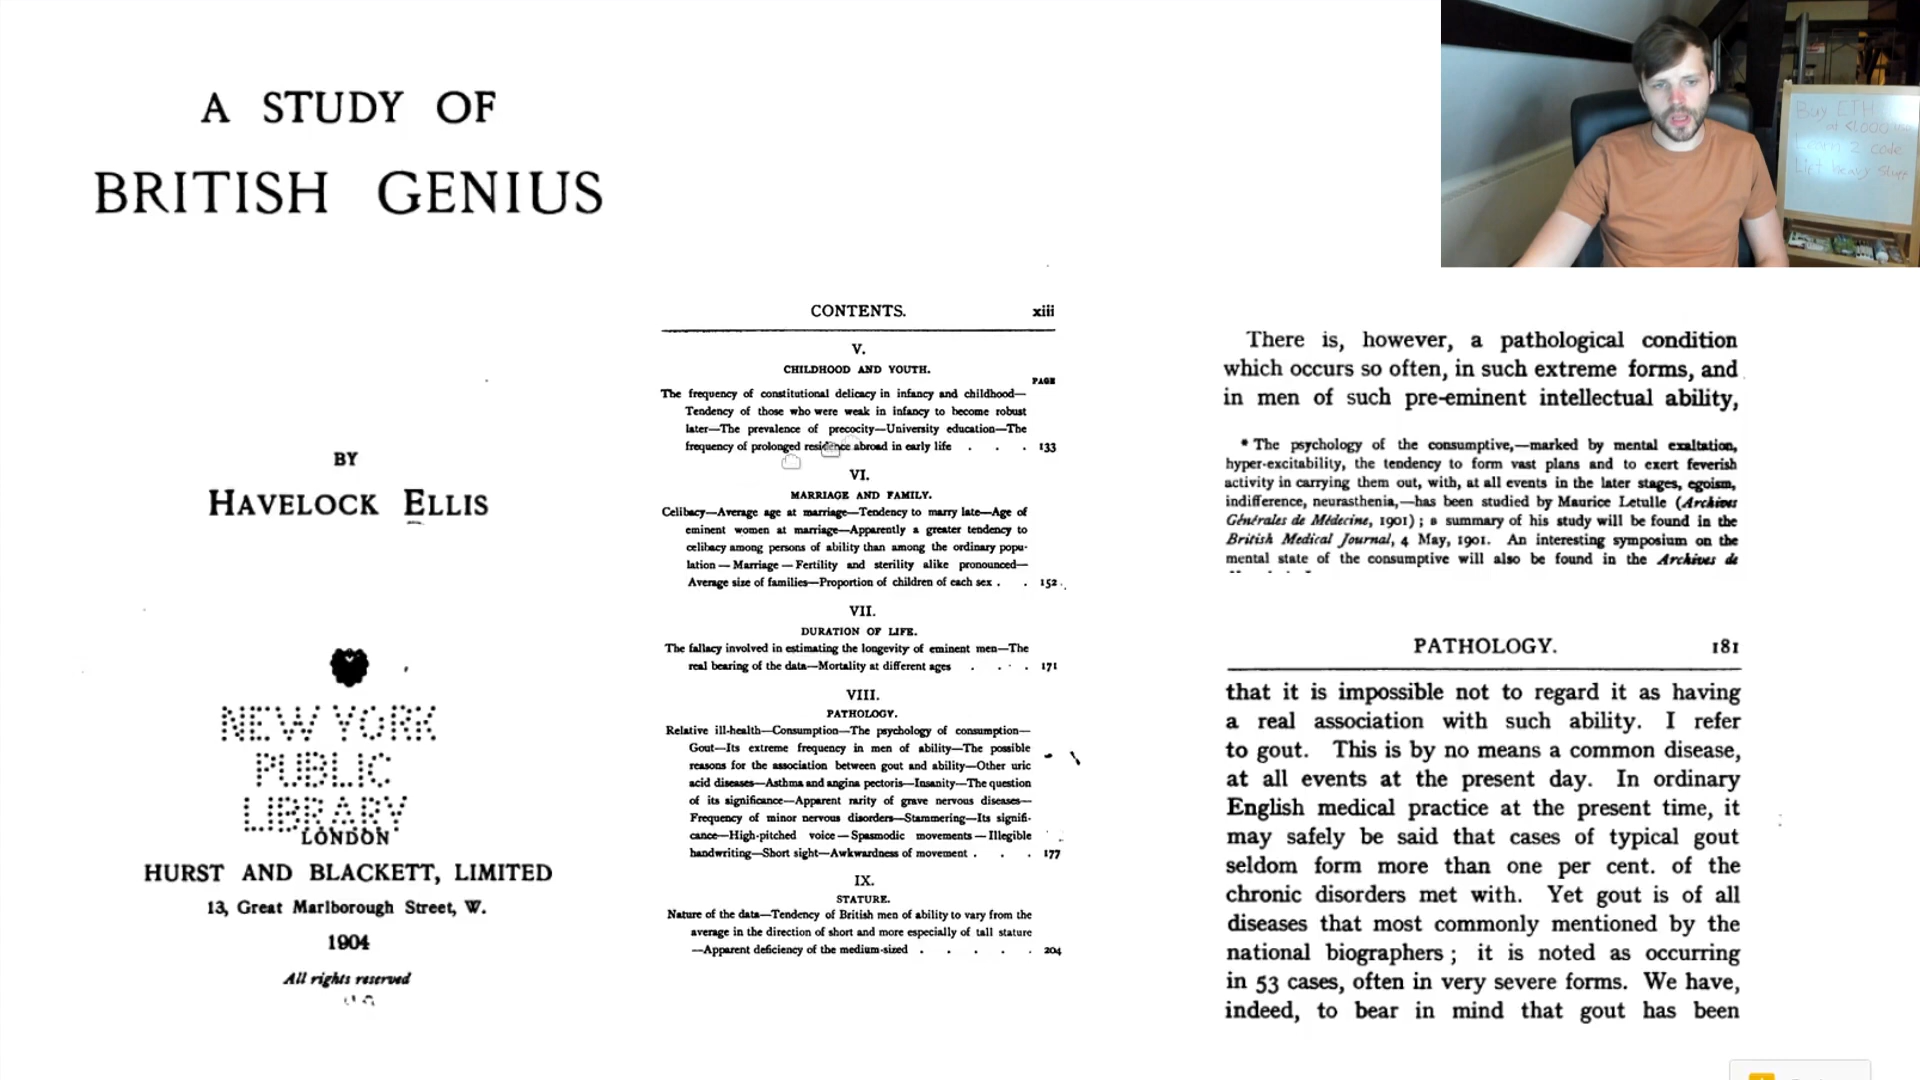 A STUDY OF
BRITISH GENIUS
BY
HAVELOCK ELLIS
NEW YORK
PUBLIC
LIBRARY
LONDON
HURST AND BLACKETT, LIMITED
13, Great Marlborough Street, W.
1904
All rights reserved
CONTENTS. xiii
V.
CHILDHOOD AND YOUTH.
PAGE
The frequency of constitutional delicacy in infancy and childhood—
Tendency of those who were weak in infancy to become robust
later—The prevalence of precocity—University education—The
frequency of prolonged residence abroad in early life . . . 133
VI.
MARRIAGE AND FAMILY.
Celibacy—Average age at marriage—Tendency to marry late—Age of
eminent women at marriage—Apparently a greater tendency to
celibacy among persons of ability than among the ordinary popu-
lation—Marriage—Fertility and sterility alike pronounced—
Average size of families—Proportion of children of each sex . . 152
VII.
DURATION OF LIFE.
The fallacy involved in estimating the longevity of eminent men—The
real bearing of the data—Mortality at different ages . . . 171
VIII.
PATHOLOGY.
Relative ill-health—Consumption—The psychology of consumption—
Gout—Its extreme frequency in men of ability—The possible
reasons for the association between gout and ability—Other uric
acid diseases—Asthma and angina pectoris—Insanity—The question
of its significance—Apparent rarity of grave nervous diseases—
Frequency of minor nervous disorders—Stammering—Its signifi-
cance—High-pitched voice—Spasmodic movements—Illegible
handwriting—Short sight—Awkwardness of movement . . . 177
IX.
STATURE.
Nature of the data—Tendency of British men of ability to vary from the
average in the direction of short and more especially of tall stature
—Apparent deficiency of the medium-sized . . . . . 204
Buy ETH
at <1,000
Learn 2 code
Lift heavy stuff
There is, however, a pathological condition
which occurs so often, in such extreme forms, and
in men of such pre-eminent intellectual ability,
* The psychology of the consumptive,—marked by mental exaltation,
hyper-excitability, the tendency to form vast plans and to exert feverish
activity in carrying them out, with, at all events in the later stages, egoism,
indifference, neurasthenia,—has been studied by Maurice Letulle (Archives
Générales de Médecine, 1901); a summary of his study will be found in the
British Medical Journal, 4 May, 1901. An interesting symposium on the
mental state of the consumptive will also be found in the Archives de
PATHOLOGY. 181
that it is impossible not to regard it as having
a real association with such ability. I refer
to gout. This is by no means a common disease,
at all events at the present day. In ordinary
English medical practice at the present time, it
may safely be said that cases of typical gout
seldom form more than one per cent. of the
chronic disorders met with. Yet gout is of all
diseases that most commonly mentioned by the
national biographers; it is noted as occurring
in 53 cases, often in very severe forms. We have,
indeed, to bear in mind that gout has been